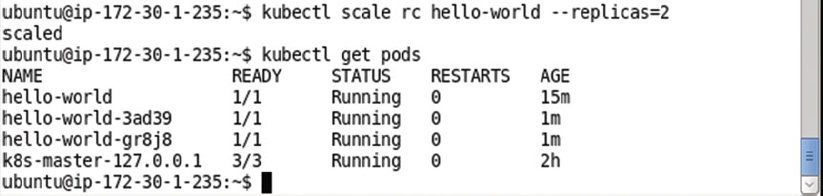 ubuntu@ip-172-30-1-235:~$ kubectl scale rc hello-world --replicas=2
scaled
ubuntu@ip-172-30-1-235:~$ kubectl get pods
NAME READY STATUS RESTARTS AGE
hello-world 1/1 Running 0 15m
hello-world-3ad39 1/1 Running 0 1m
hello-world-gr8j8 1/1 Running 0 1m
k8s-master-127.0.0.1 3/3 Running 0 2h
ubuntu@ip-172-30-1-235:~$